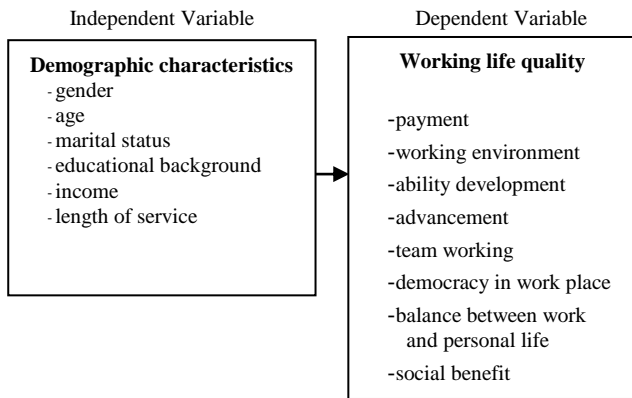 Independent Variable
Demographic characteristics
- gender
- age
- marital status
- educational background
- income
- length of service
Dependent Variable
Working life quality
-payment
-working environment
-ability development
-advancement
-team working
-democracy in work place
-balance between work
and personal life
-social benefit